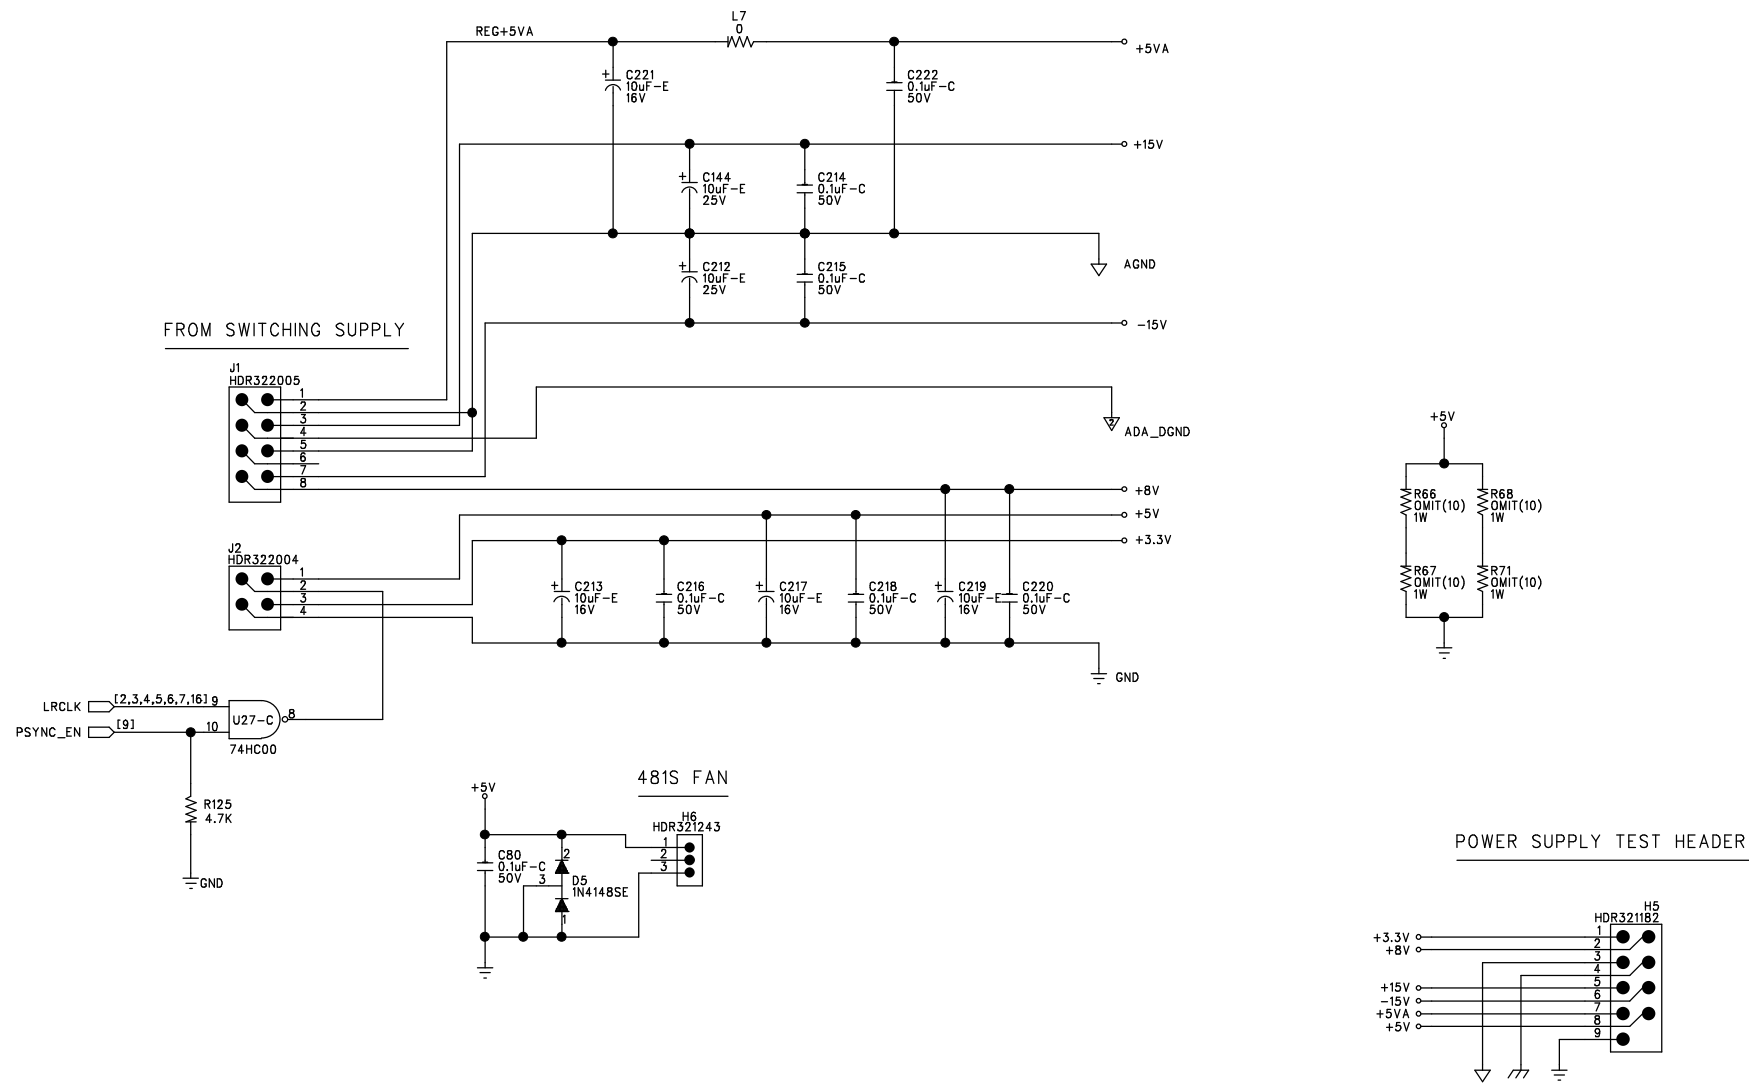 L7
0
REG+5VA
+5VA
+ C221
10uF-E
16V
C222
0.1uF-C
50V
+15V
+ C144
10uF-E
25V
C214
0.1uF-C
50V
AGND
+ C212
10uF-E
25V
C215
0.1uF-C
50V
-15V
FROM SWITCHING SUPPLY
J1
HDR322005
1
2
3
4
5
6
7
8
2
ADA_DGND
+8V
+5V
+3.3V
J2
HDR322004
1
2
3
4
+ C213
10uF-E
16V
C216
0.1uF-C
50V
+ C217
10uF-E
16V
C218
0.1uF-C
50V
+ C219
10uF-E
16V
C220
0.1uF-C
50V
GND
+5V
R66
OMIT(10)
1W
R68
OMIT(10)
1W
R67
OMIT(10)
1W
R71
OMIT(10)
1W
LRCLK
[2,3,4,5,6,7,16]
9
PSYNC_EN
[9]
10
U27-C
8
74HC00
R125
4.7K
GND
481S FAN
+5V
H6
HDR321243
1
2
3
C80
0.1uF-C
50V
2
3
D5
1N4148SE
1
POWER SUPPLY TEST HEADER
H5
HDR321182
+3.3V
+8V
+15V
-15V
+5VA
+5V
1
2
3
4
5
6
7
8
9